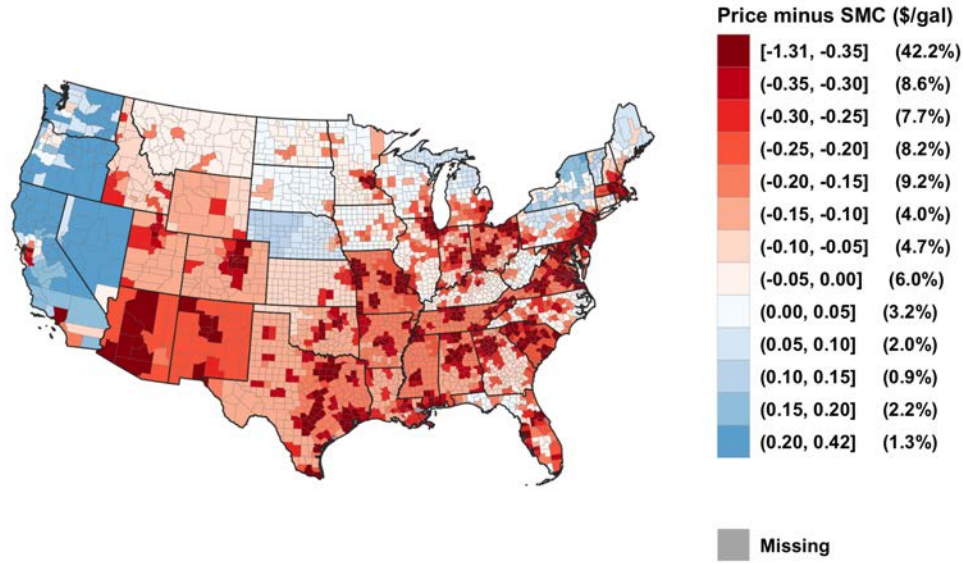 Price minus SMC ($/gal)
[-1.31, -0.35] (42.2%)
(-0.35, -0.30] (8.6%)
(-0.30, -0.25] (7.7%)
(-0.25, -0.20] (8.2%)
(-0.20, -0.15] (9.2%)
(-0.15, -0.10] (4.0%)
(-0.10, -0.05] (4.7%)
(-0.05, 0.00] (6.0%)
(0.00, 0.05] (3.2%)
(0.05, 0.10] (2.0%)
(0.10, 0.15] (0.9%)
(0.15, 0.20] (2.2%)
(0.20, 0.42] (1.3%)
Missing